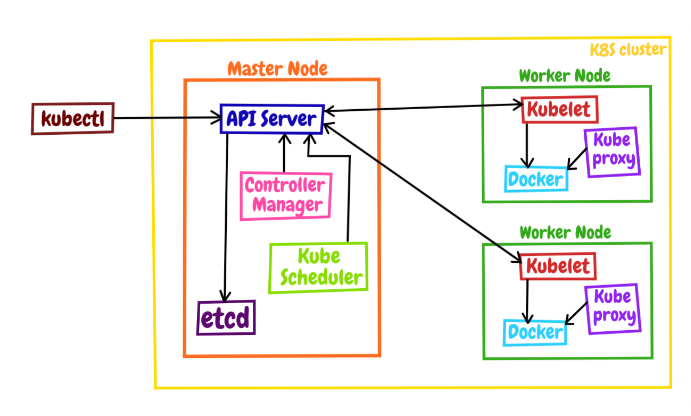 K8S cluster
Master Node
Worker Node
kubectl
API Server
Kubelet
Kube
proxy
Docker
Controller
Manager
Worker Node
Kube
Scheduler
Kubelet
Kube
proxy
etcd
Docker